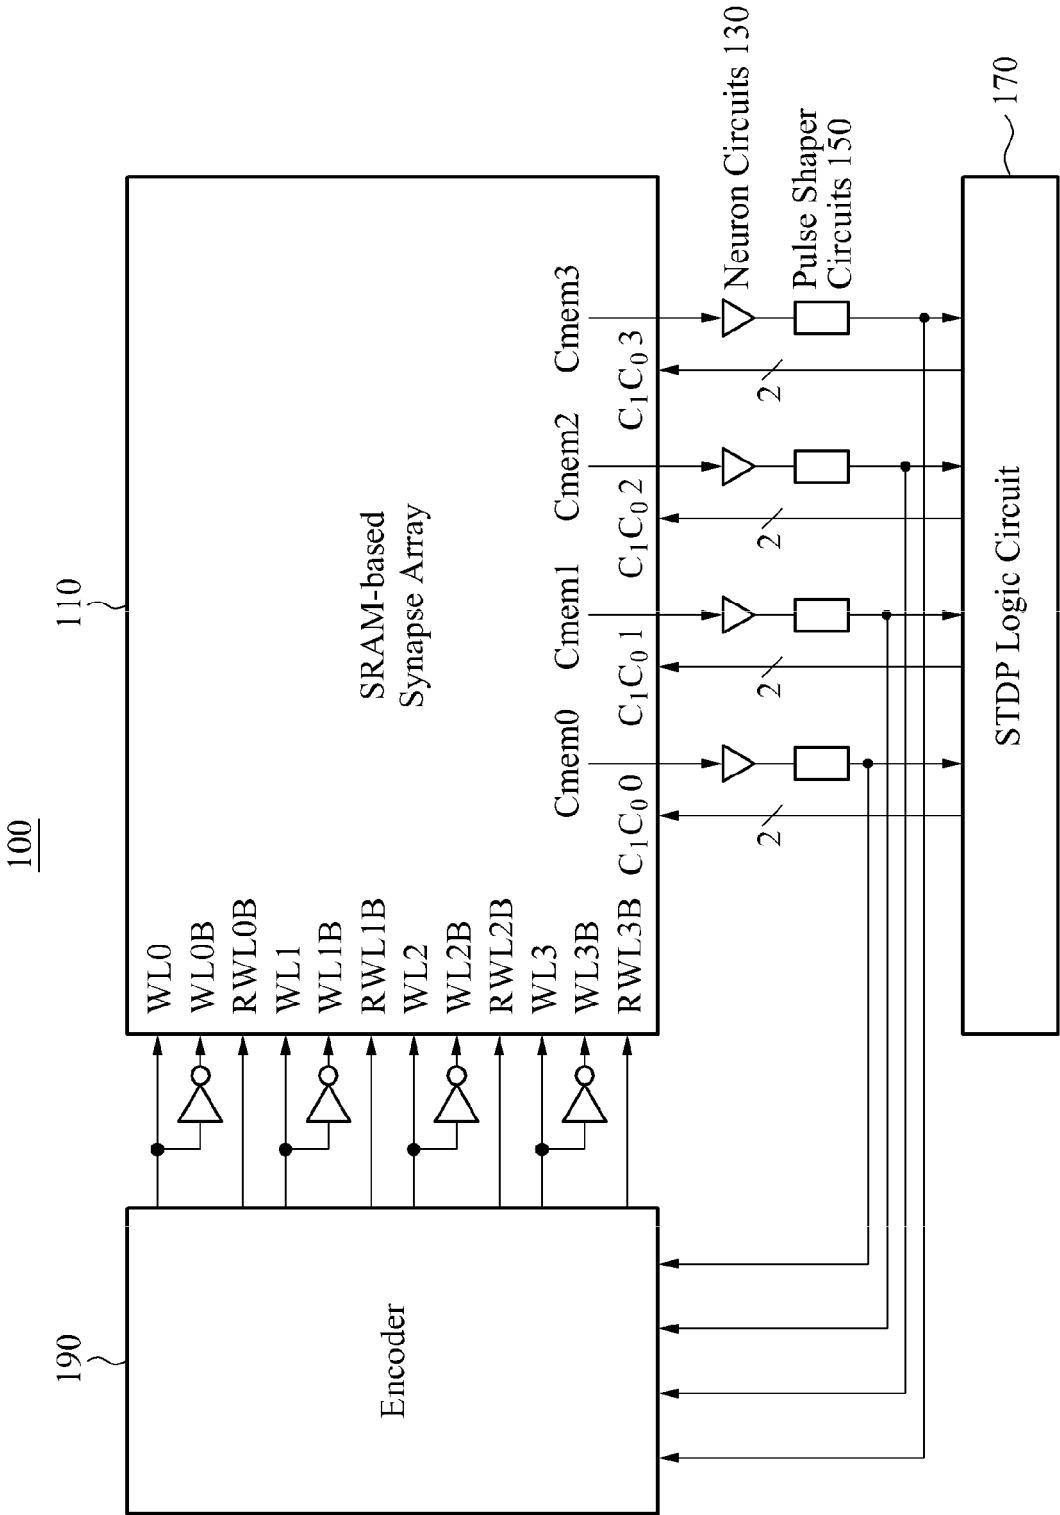 100
190
110
Encoder
WL0
WL0B
RWL0B
WL1
WL1B
RWL1B
WL2
WL2B
RWL2B
WL3
WL3B
RWL3B
SRAM-based
Synapse Array
Cmem0
Cmem1
Cmem2
Cmem3
C₁C₀ 0
C₁C₀ 1
C₁C₀ 2
C₁C₀ 3
Neuron Circuits 130
2
2
2
2
Pulse Shaper
Circuits 150
STDP Logic Circuit
170